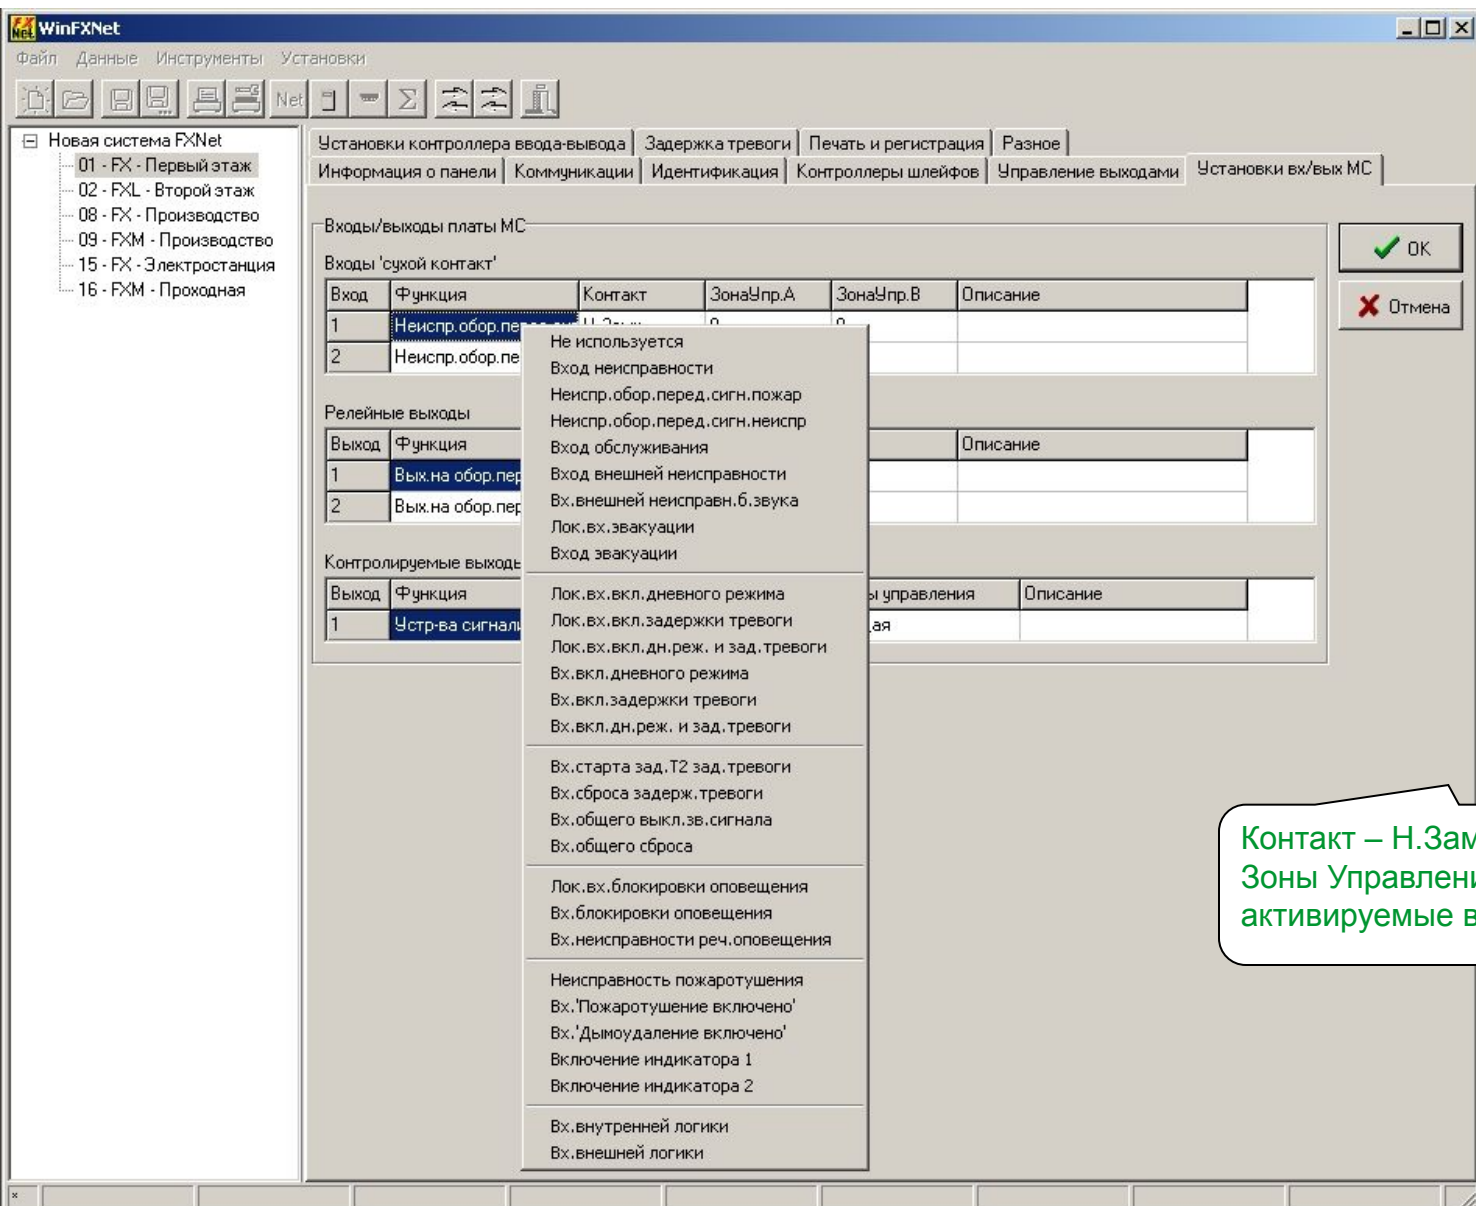 WinFXNet
Файл Данные Инструменты Установки
Net
Новая система FXNet
01 - FX - Первый этаж
02 - FXL - Второй этаж
08 - FX - Производство
09 - FXM - Производство
15 - FX - Электростанция
16 - FXM - Проходная
Установки контроллера ввода-вывода Задержка тревоги Печать и регистрация Разное
Информация о панели Коммуникации Идентификация Контроллеры шлейфов Управление выходами Установки вх/вых МС
Входы/выходы платы МС
Входы 'сухой контакт'
Вход Функция Контакт ЗонаУпр.А ЗонаУпр.В Описание
1 Неиспр.обор.перед
2 Неиспр.обор.пе
Релейные выходы
Выход Функция Описание
1 Вых.на обор.пер
2 Вых.на обор.пер
Контролируемые выходы
Выход Функция ы управления Описание
1 Устр-ва сигнали ая
Не используется
Вход неисправности
Неиспр.обор.перед.сигн.пожар
Неиспр.обор.перед.сигн.неиспр
Вход обслуживания
Вход внешней неисправности
Вх.внешней неисправн.б.звука
Лок.вх.эвакуации
Вход эвакуации
Лок.вх.вкл.дневного режима
Лок.вх.вкл.задержки тревоги
Лок.вх.вкл.дн.реж. и зад.тревоги
Вх.вкл.дневного режима
Вх.вкл.задержки тревоги
Вх.вкл.дн.реж. и зад.тревоги
Вх.старта зад.Т2 зад.тревоги
Вх.сброса задерж.тревоги
Вх.общего выкл.зв.сигнала
Вх.общего сброса
Лок.вх.блокировки оповещения
Вх.блокировки оповещения
Вх.неисправности реч.оповещения
Неисправность пожаротушения
Вх.'Пожаротушение включено'
Вх.'Дымоудаление включено'
Включение индикатора 1
Включение индикатора 2
Вх.внутренней логики
Вх.внешней логики
OK
Отмена
Контакт – Н.Зам
Зоны Управлени
активируемые в